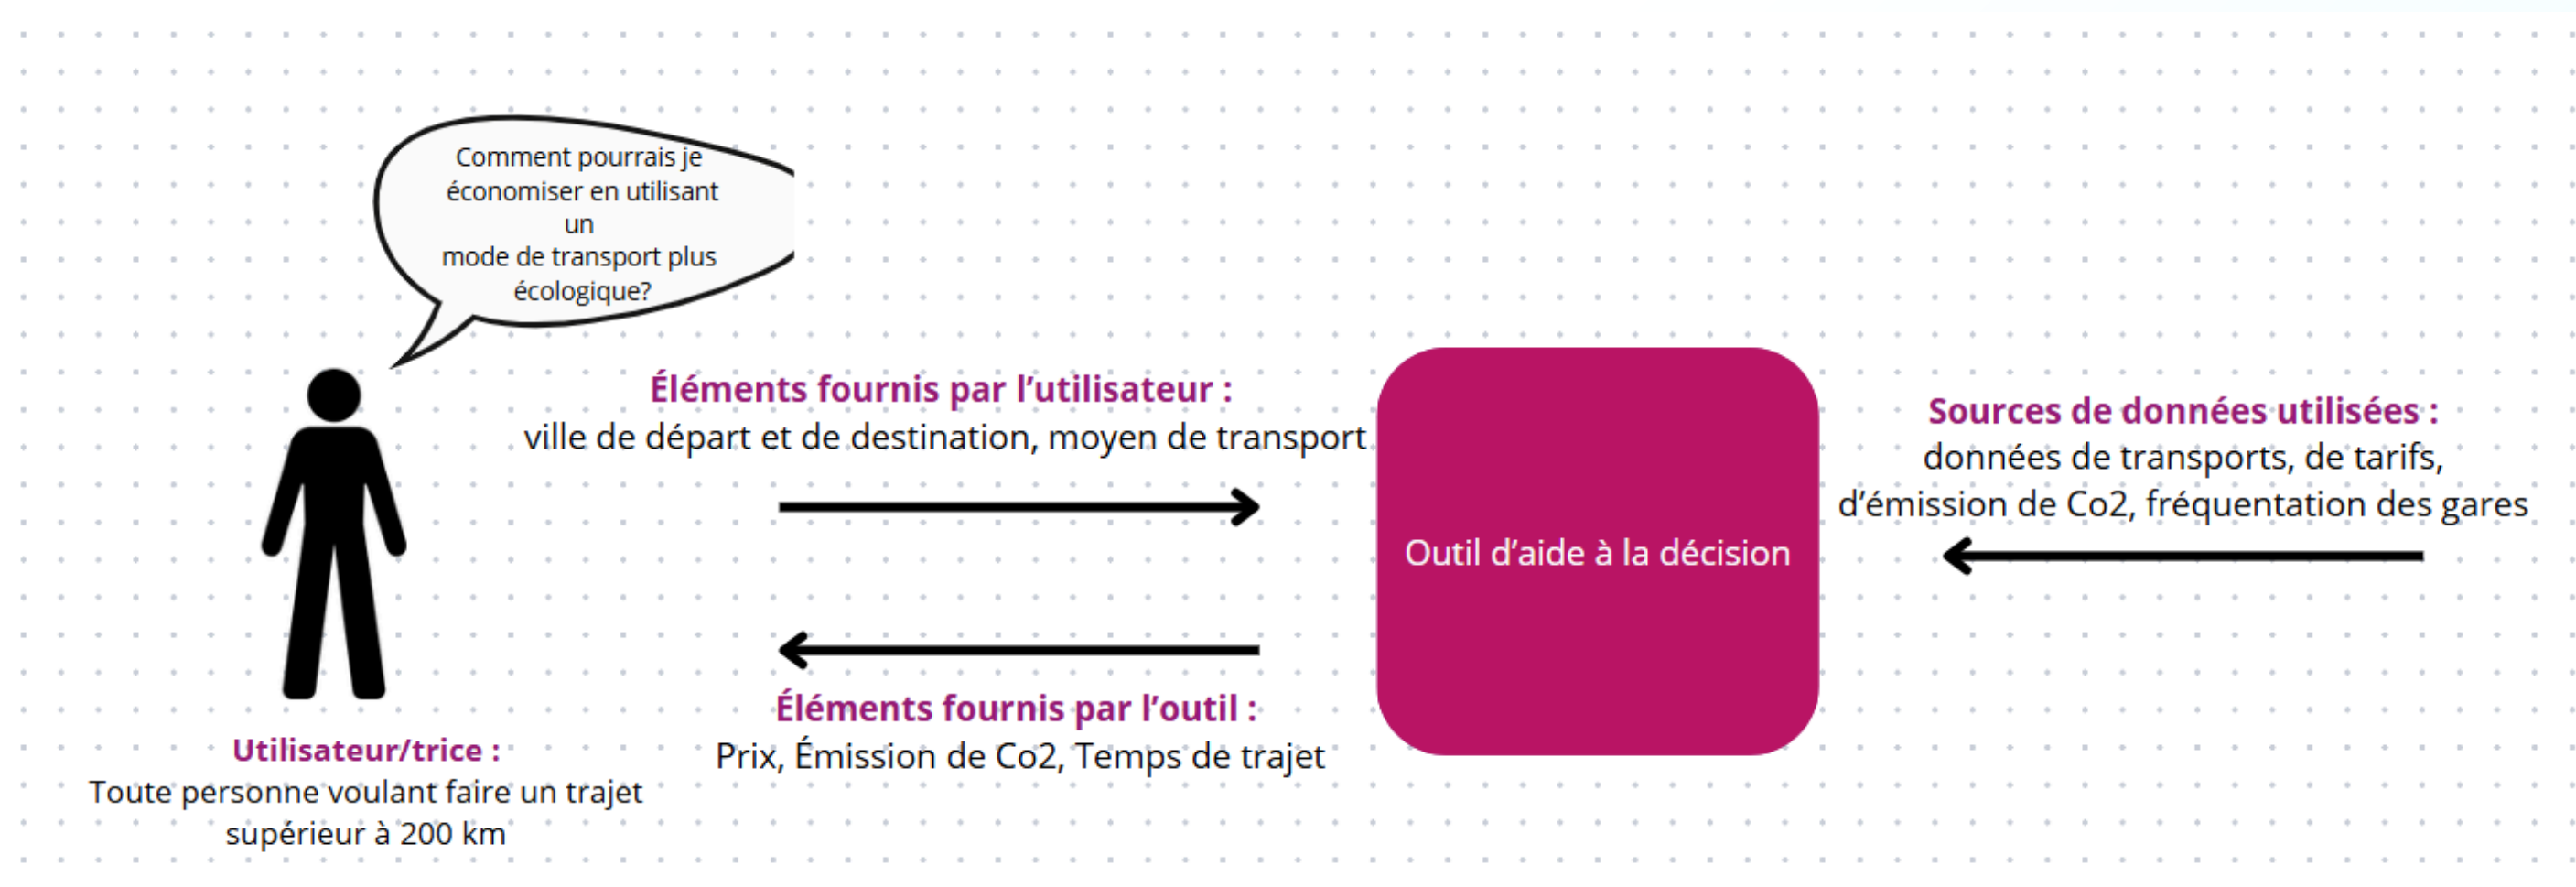 Comment pourrais je
économiser en utilisant
un
mode de transport plus
écologique?
Éléments fournis par l’utilisateur :
ville de départ et de destination, moyen de transport
Outil d’aide à la décision
Sources de données utilisées :
données de transports, de tarifs,
d’émission de Co2, fréquentation des gares
Éléments fournis par l’outil :
Prix, Émission de Co2, Temps de trajet
Utilisateur/trice :
Toute personne voulant faire un trajet
supérieur à 200 km